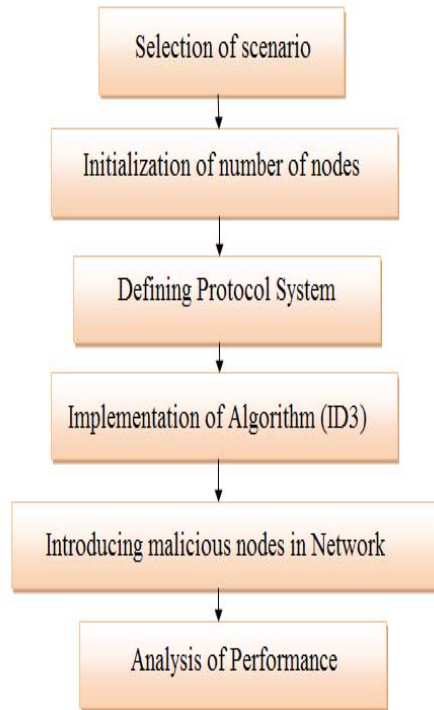 Selection of scenario
Initialization of number of nodes
Defining Protocol System
Implementation of Algorithm (ID3)
Introducing malicious nodes in Network
Analysis of Performance